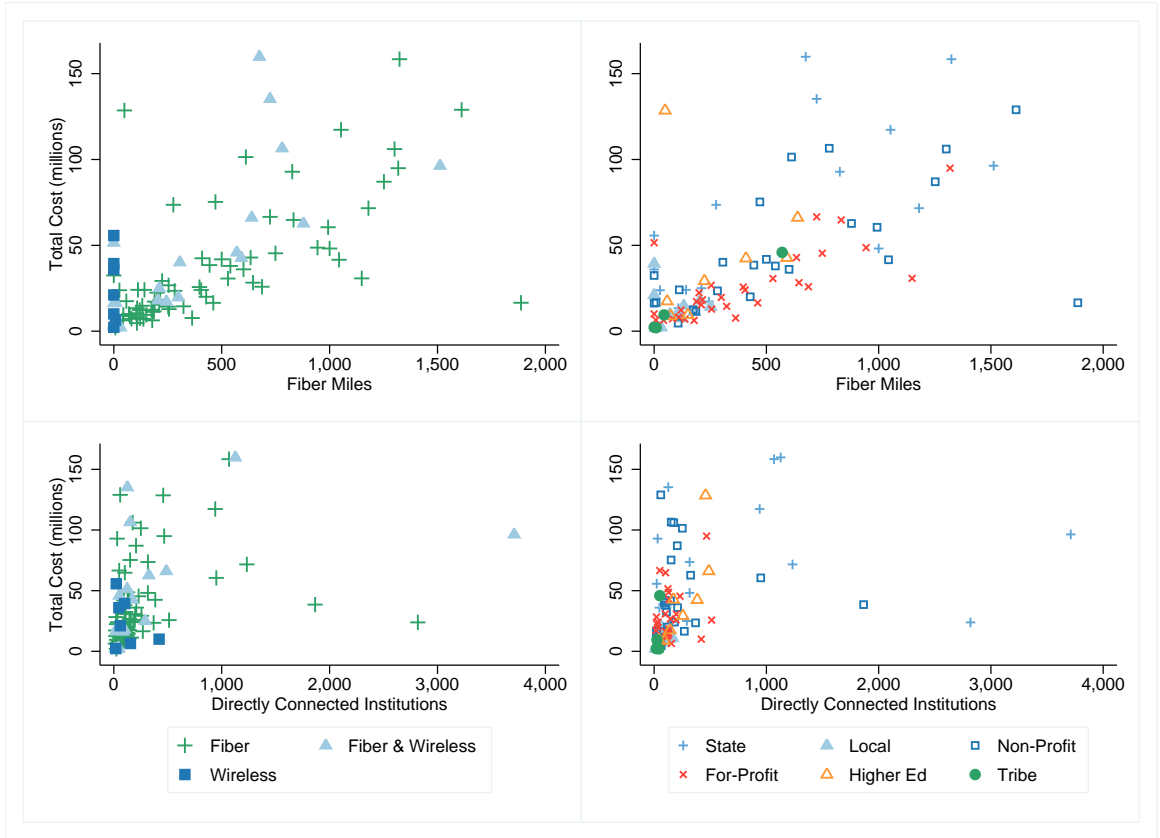 Total Cost (millions)
150
100
50
0
0 500 1,000 1,500 2,000
Fiber Miles
150
100
50
0
0 500 1,000 1,500 2,000
Fiber Miles
Total Cost (millions)
150
100
50
0
0 1,000 2,000 3,000 4,000
Directly Connected Institutions
150
100
50
0
0 1,000 2,000 3,000 4,000
Directly Connected Institutions
Fiber Fiber & Wireless
Wireless
State Local Non-Profit
For-Profit Higher Ed Tribe